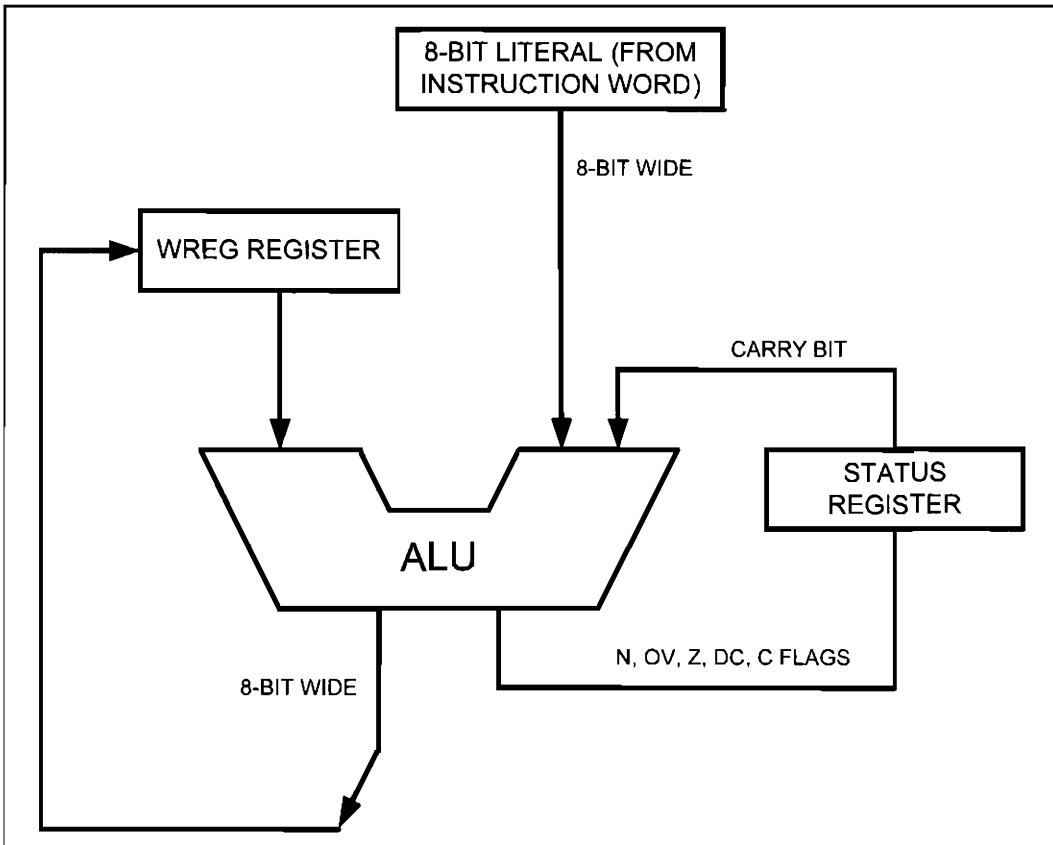 8-BIT LITERAL (FROM
INSTRUCTION WORD)
8-BIT WIDE
WREG REGISTER
CARRY BIT
STATUS
REGISTER
ALU
N, OV, Z, DC, C FLAGS
8-BIT WIDE